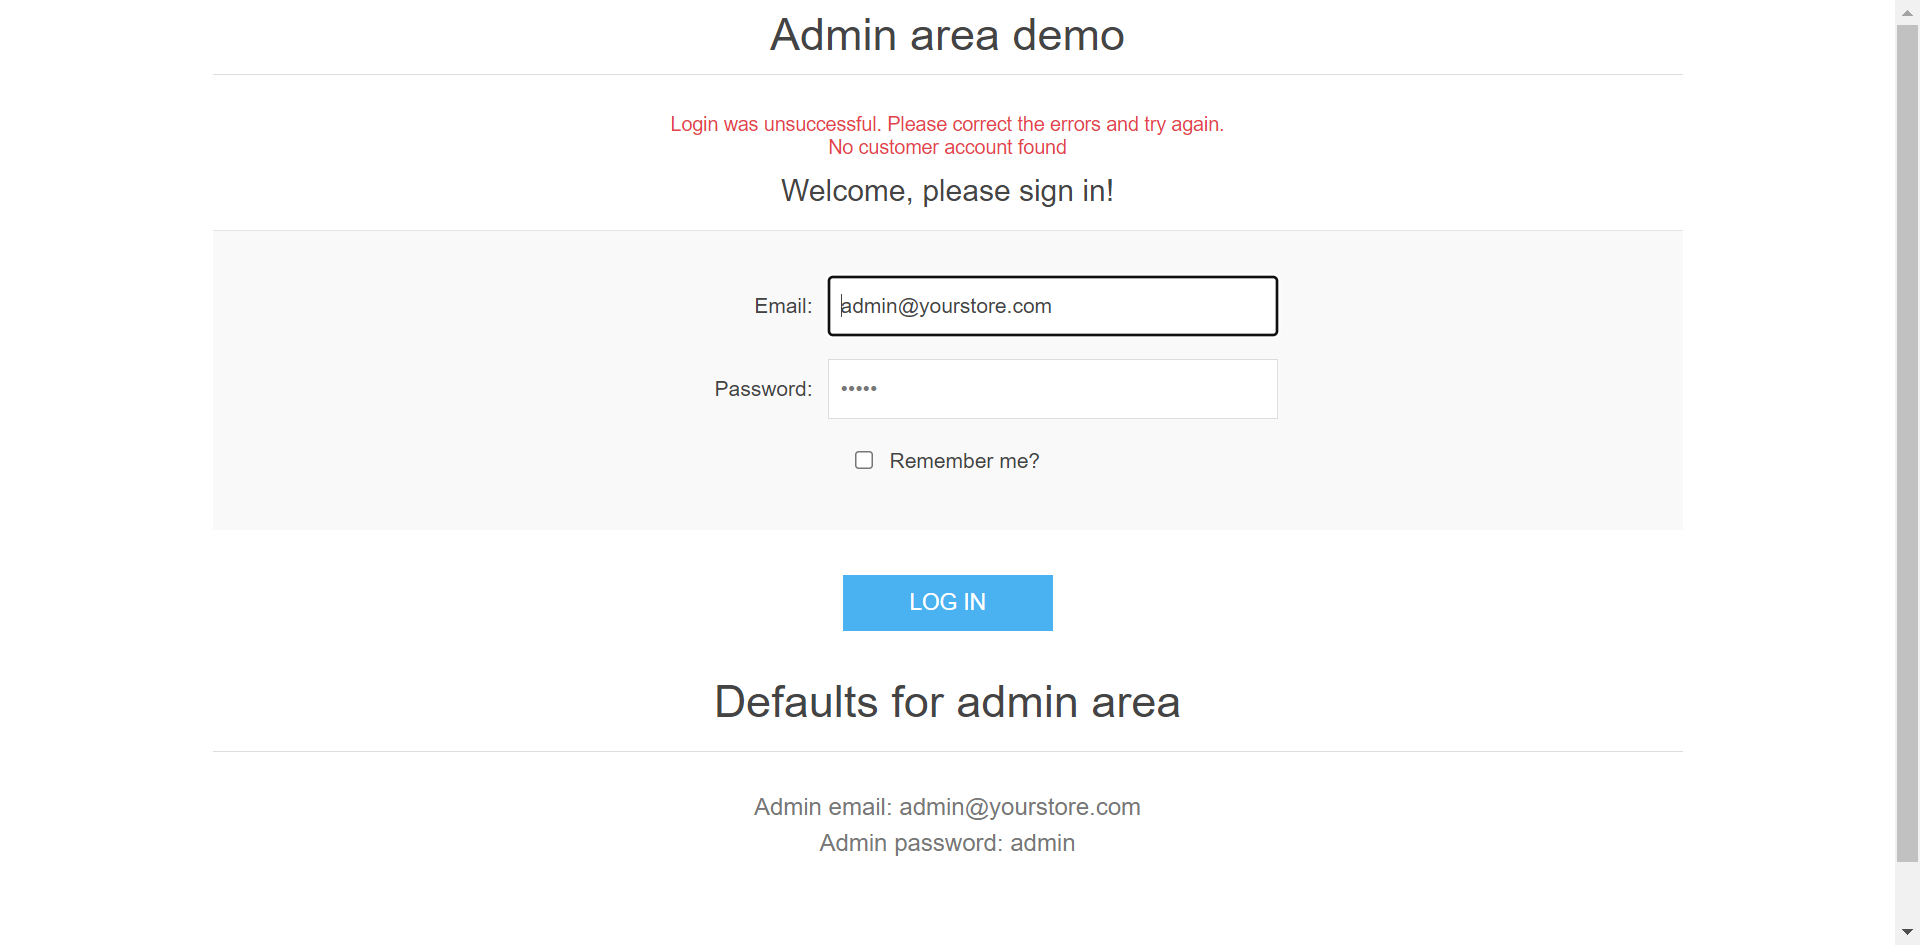 Admin area demo
Login was unsuccessful. Please correct the errors and try again.
No customer account found
Welcome, please sign in!
Email: admin@yourstore.com
Password: •••••
Remember me?
LOG IN
Defaults for admin area
Admin email: admin@yourstore.com
Admin password: admin